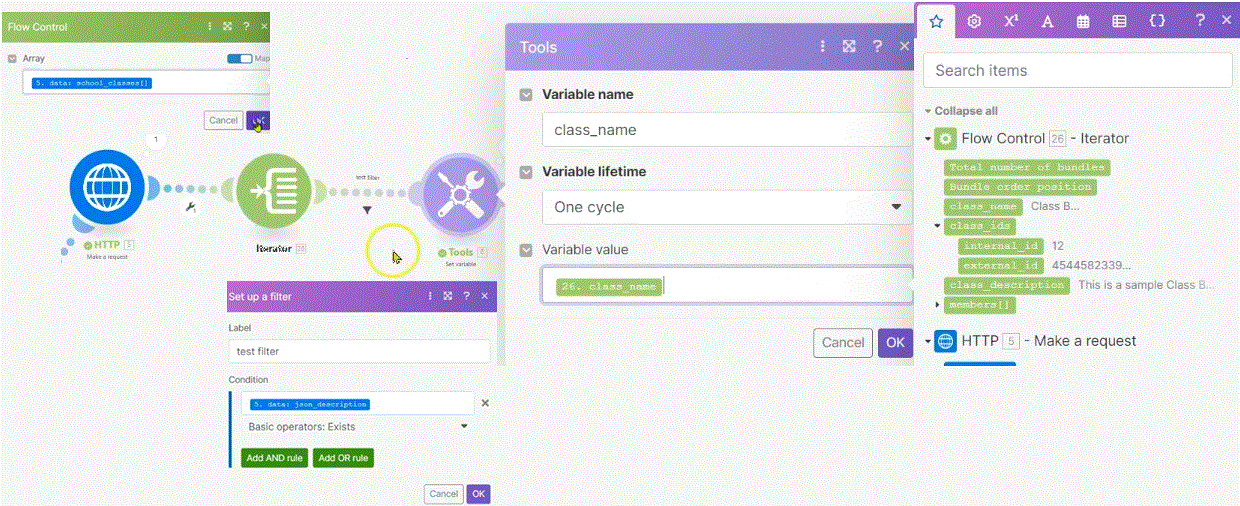 Flow Control
Array
Map
5. data: school_classes[]
Cancel
OK
1
test filter
HTTP 5
Make a request
Iterator 26
Tools 6
Set variable
Set up a filter
Label
test filter
Condition
5. data: json_description
Basic operators: Exists
Add AND rule
Add OR rule
Cancel
OK
Tools
Variable name
class_name
Variable lifetime
One cycle
Variable value
26. class_name
Cancel
OK
Search items
Collapse all
Flow Control 26 - Iterator
Total number of bundles
Bundle order position
class_name Class B...
class_ids
internal_id 12
external_id 4544582339...
class_description This is a sample Class B...
members[]
HTTP 5 - Make a request